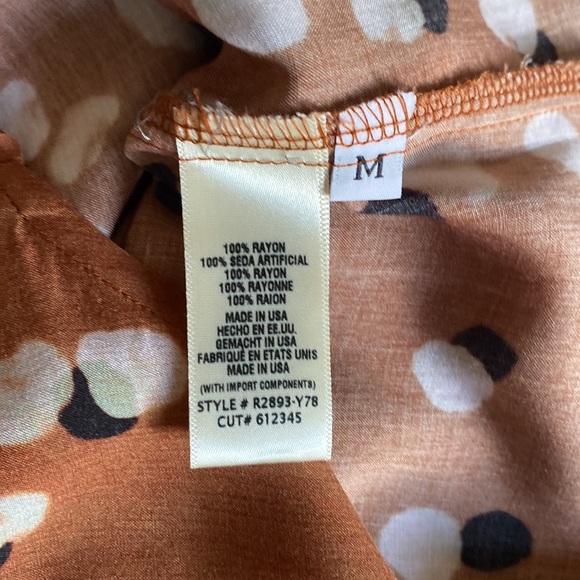 M
100% RAYON
100% SEDA ARTIFICIAL
100% RAYON
100% RAYONNE
100% RAION
MADE IN USA
HECHO EN EE.UU.
GEMACHT IN USA
FABRIQUÉ EN ETATS UNIS
MADE IN USA
(WITH IMPORT COMPONENTS)
STYLE # R2893-Y78
CUT# 612345